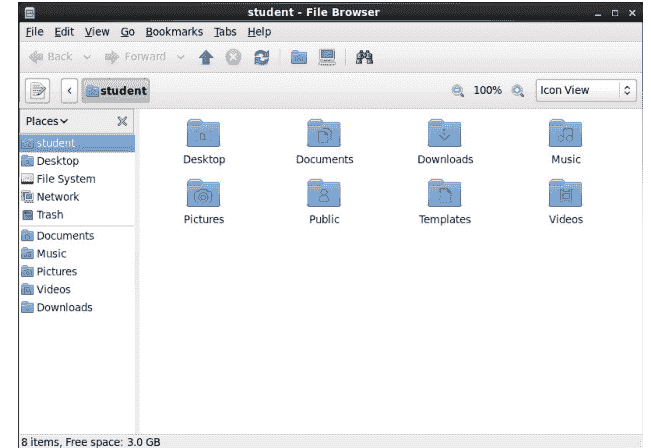 student - File Browser
File Edit View Go Bookmarks Tabs Help
Back Forward
student 100% Icon View
Places
student
Desktop
File System
Network
Trash
Documents
Music
Pictures
Videos
Downloads
Desktop Documents Downloads Music
Pictures Public Templates Videos
8 items, Free space: 3.0 GB